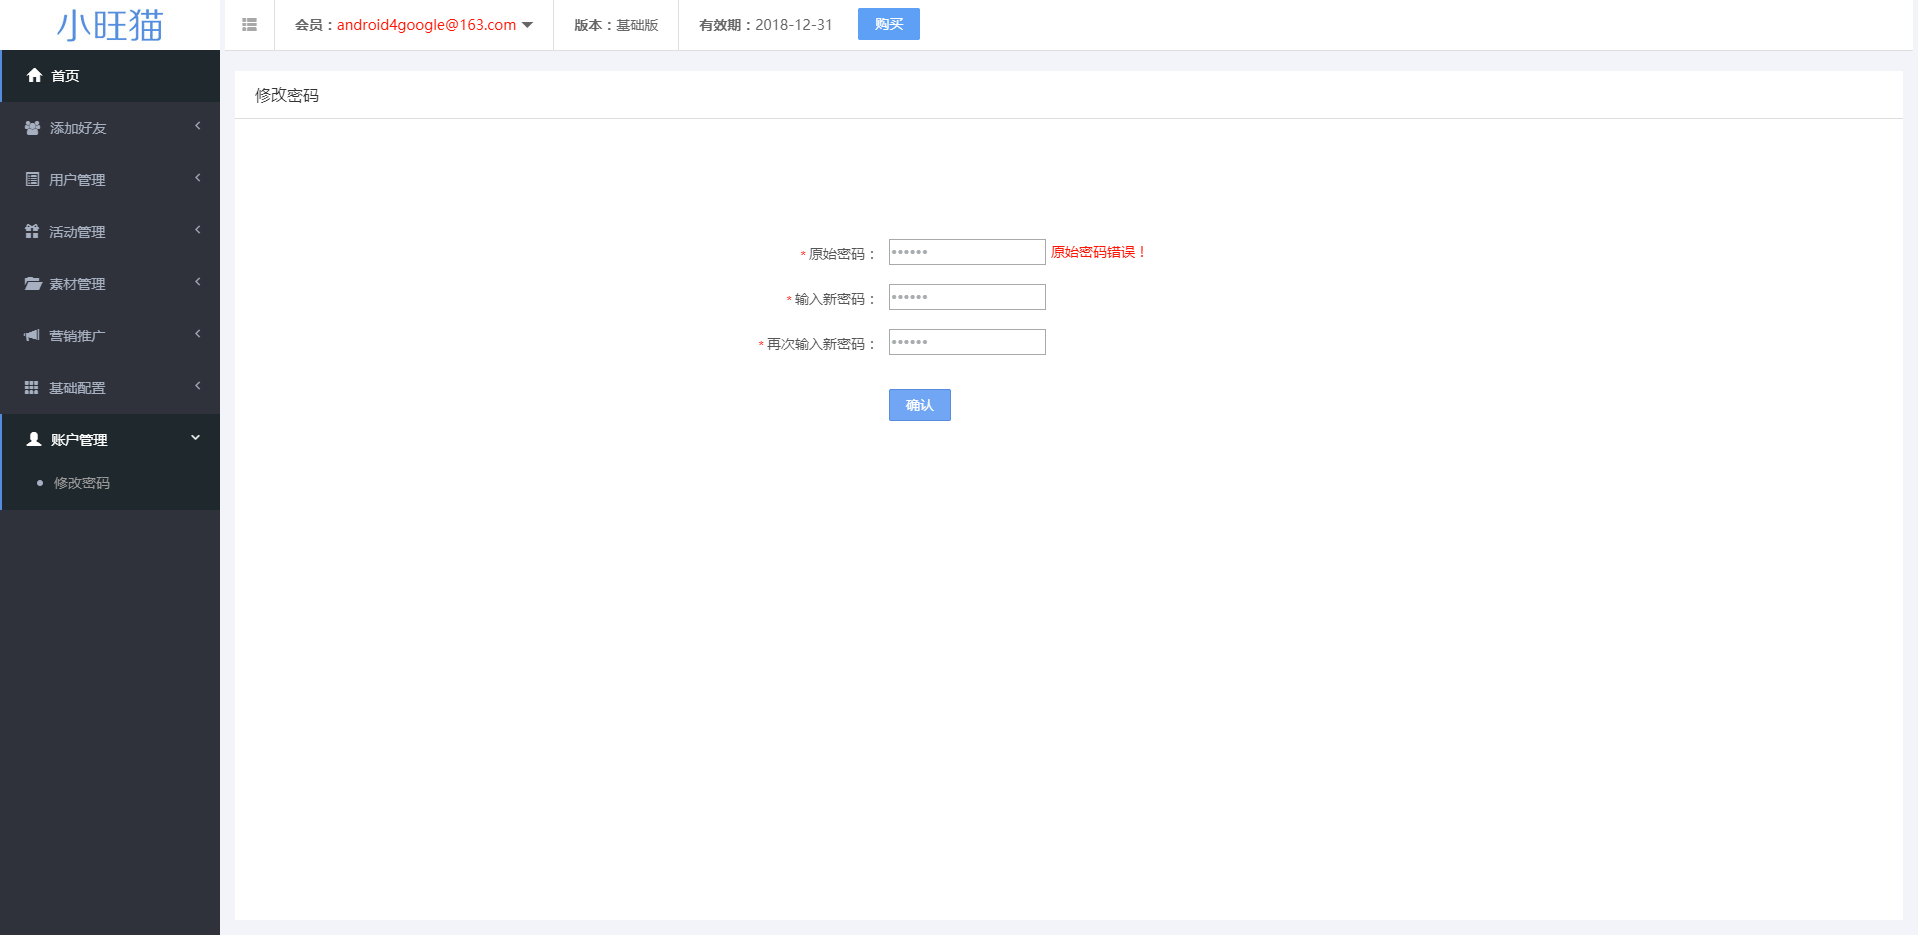 小旺猫
会员：android4google@163.com
版本：基础版
有效期：2018-12-31
购买
首页
添加好友
用户管理
活动管理
素材管理
营销推广
基础配置
账户管理
修改密码
修改密码
*原始密码：
原始密码错误！
*输入新密码：
*再次输入新密码：
确认